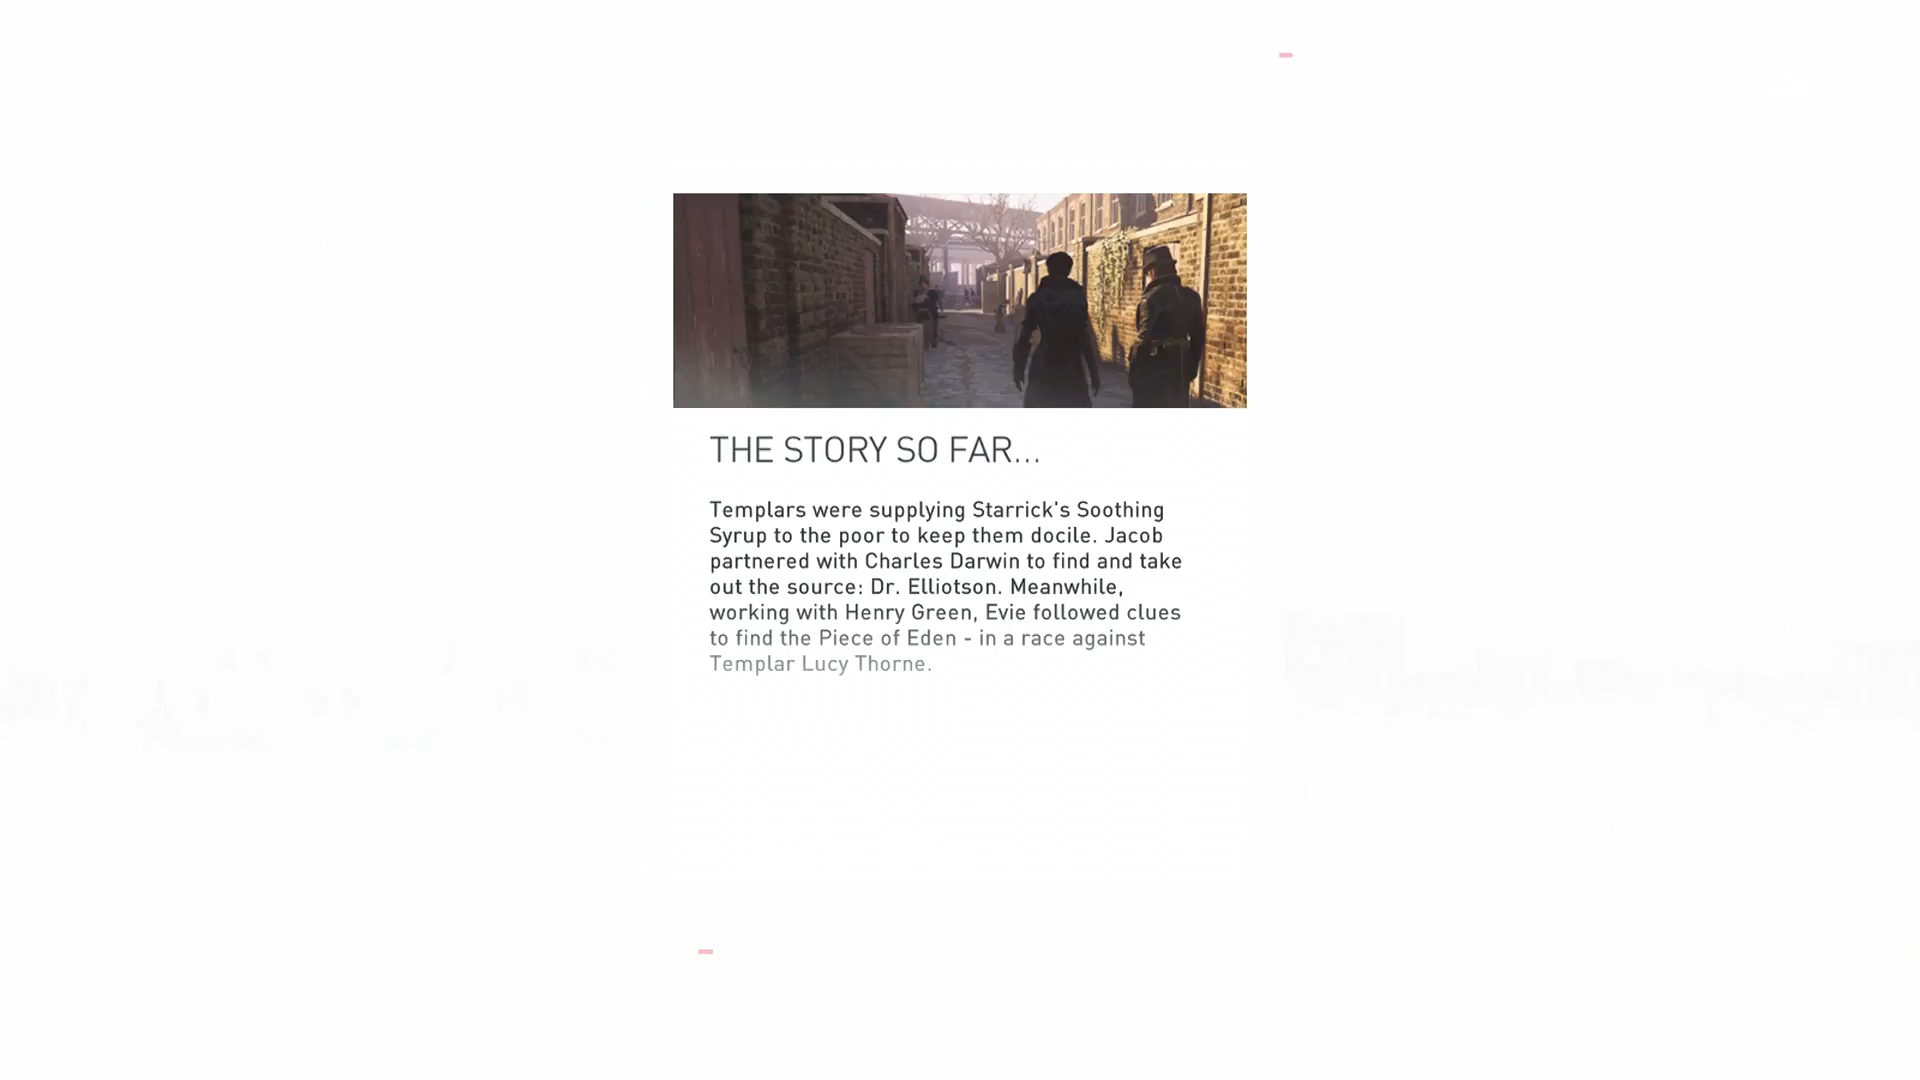 THE STORY SO FAR...
Templars were supplying Starrick's Soothing
Syrup to the poor to keep them docile. Jacob
partnered with Charles Darwin to find and take
out the source: Dr. Elliotson. Meanwhile,
working with Henry Green, Evie followed clues
to find the Piece of Eden - in a race against
Templar Lucy Thorne.